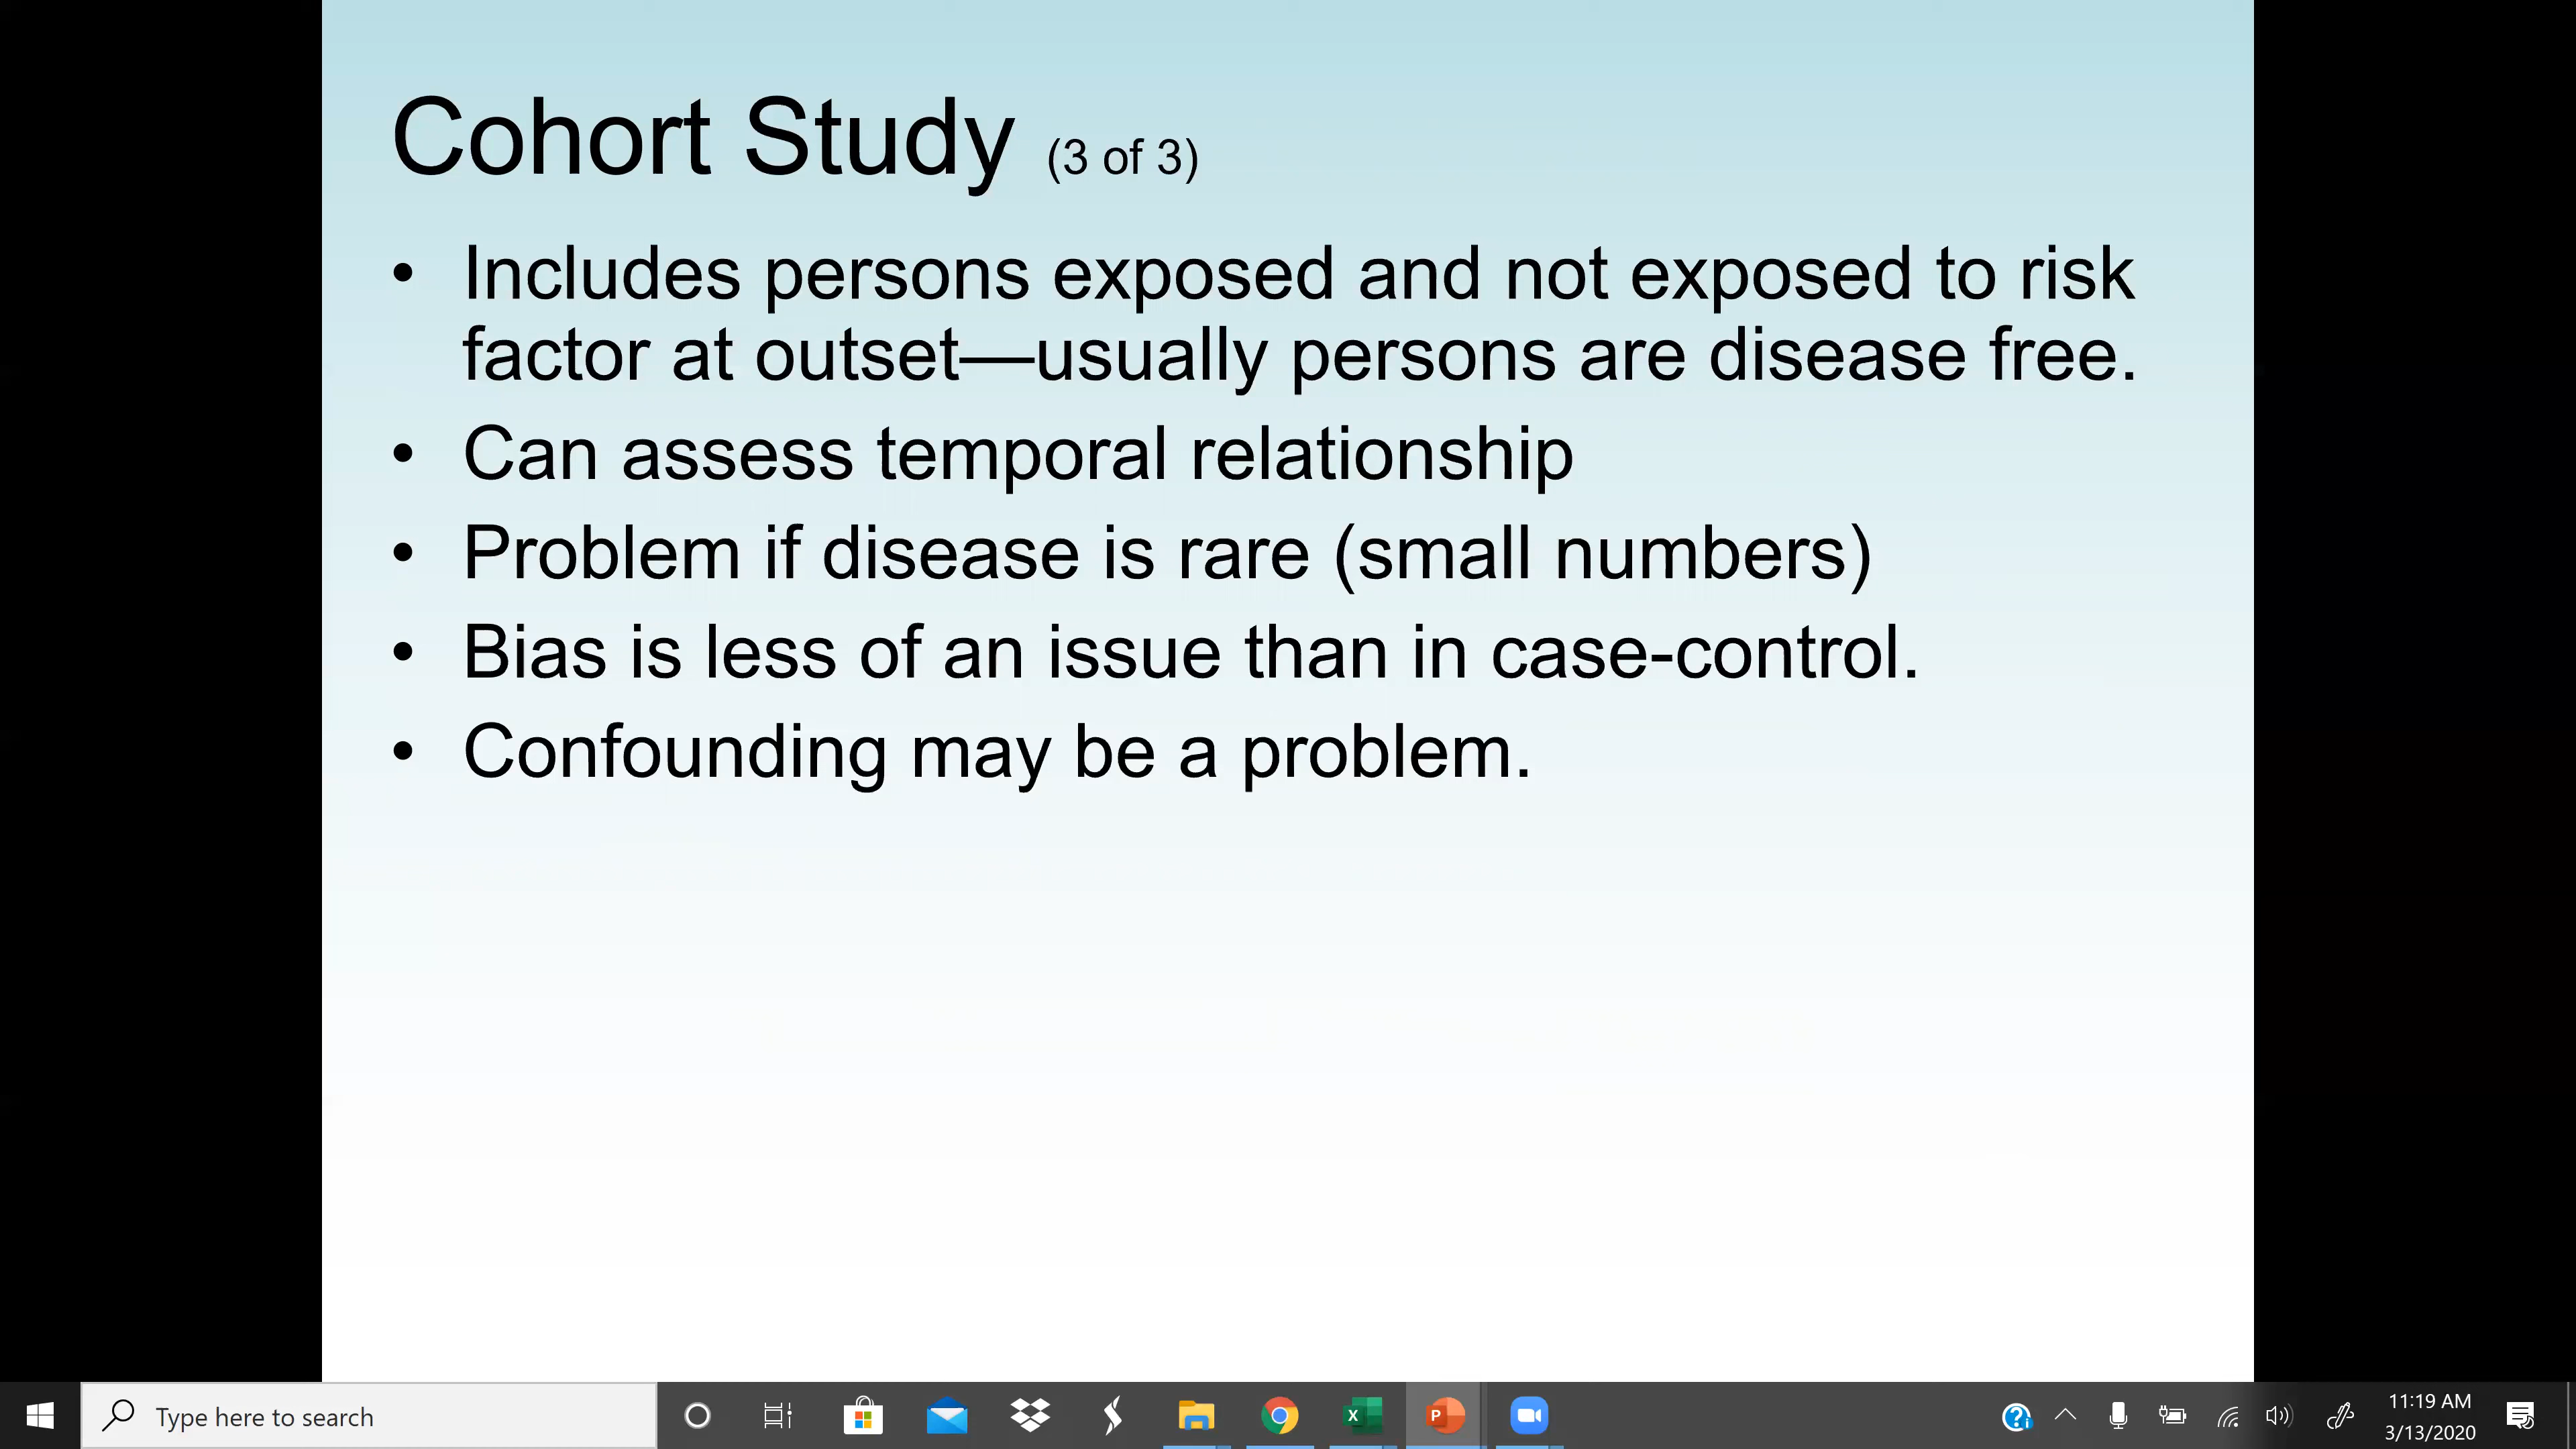 Cohort Study (3 of 3)
• Includes persons exposed and not exposed to risk
factor at outset—usually persons are disease free.
• Can assess temporal relationship
• Problem if disease is rare (small numbers)
• Bias is less of an issue than in case-control.
• Confounding may be a problem.
Type here to search
11:19 AM
3/13/2020